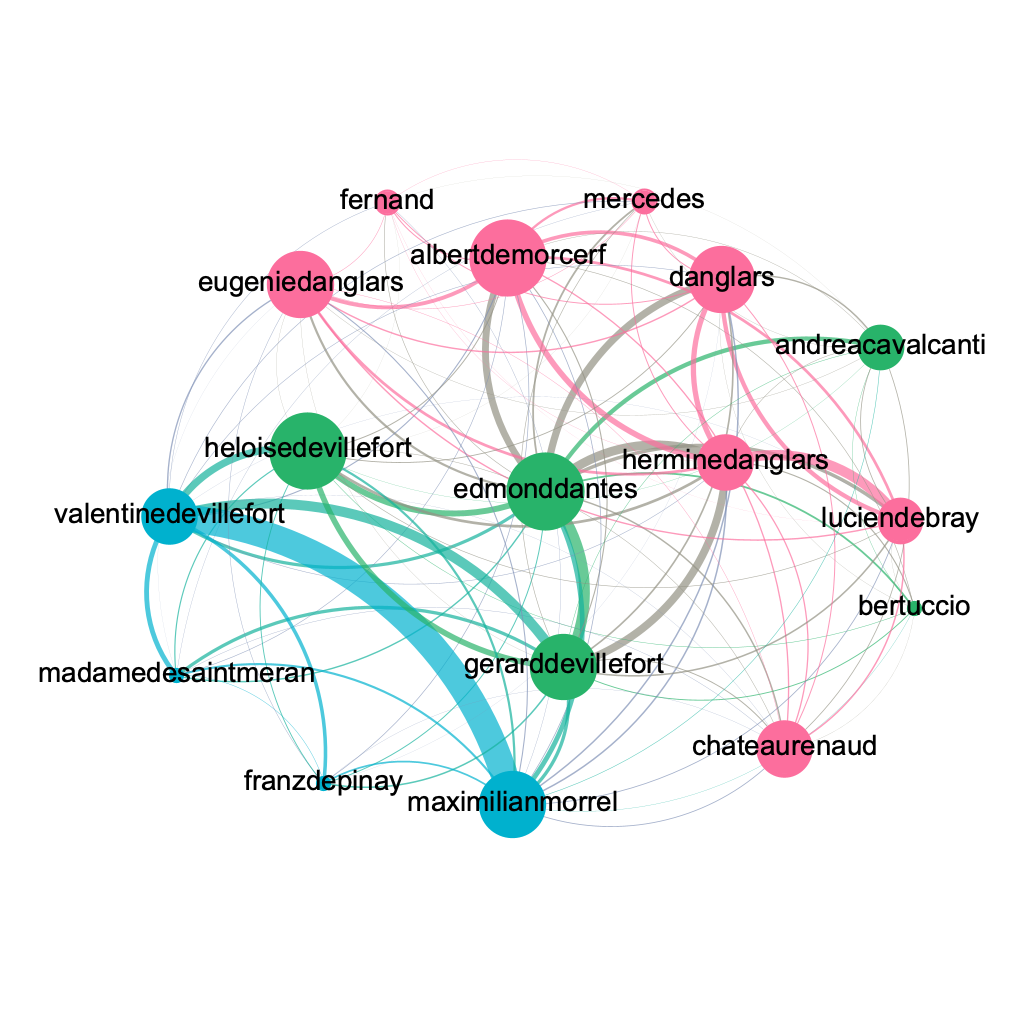 fernand
mercedes
albertdemorcerf
eugeniedanglars
danglars
andreacavalcanti
heloisedevillefort
herminedanglars
edmonddantes
valentinedevillefort
luciendebray
bertuccio
gerarddevillefort
madamedesaintmeran
chateaurenaud
franzdepinay
maximilianmorrel